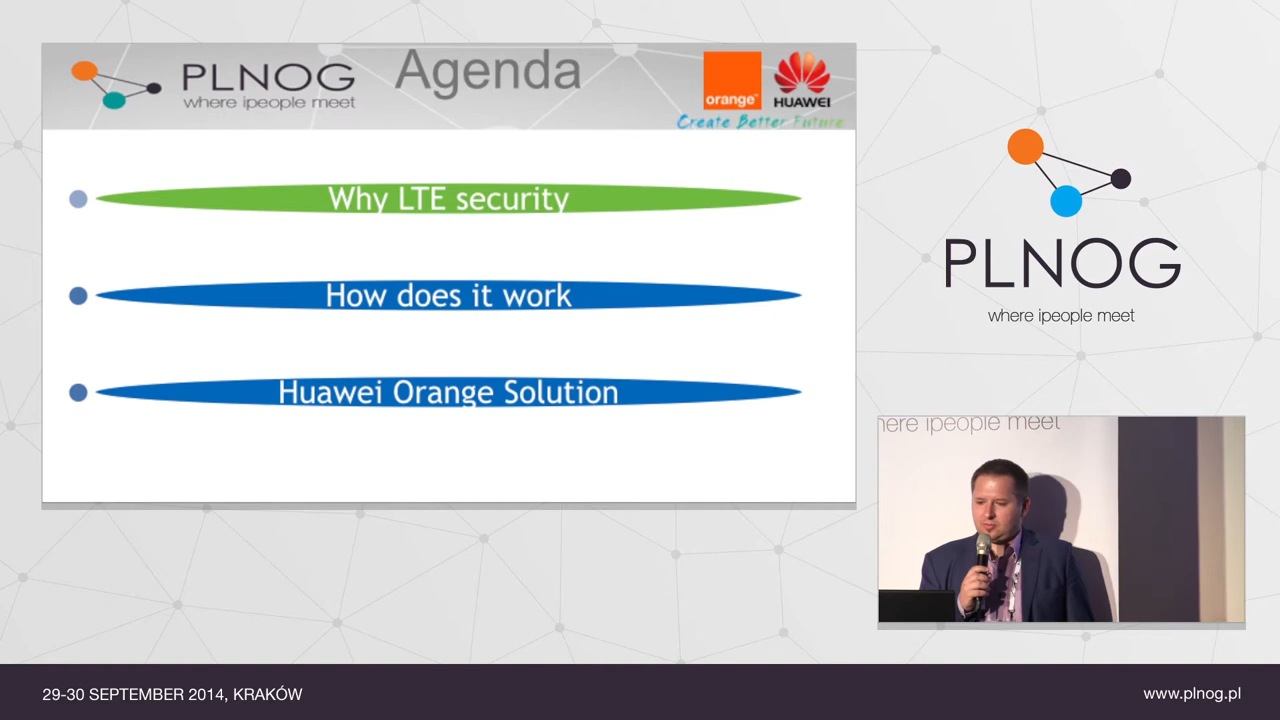 PLNOG
where ipeople meet
Agenda
orange™
HUAWEI
Create Better Future
Why LTE security
How does it work
Huawei Orange Solution
PLNOG
where ipeople meet
here ipeople meet
29-30 SEPTEMBER 2014, KRAKÓW
www.plnog.pl